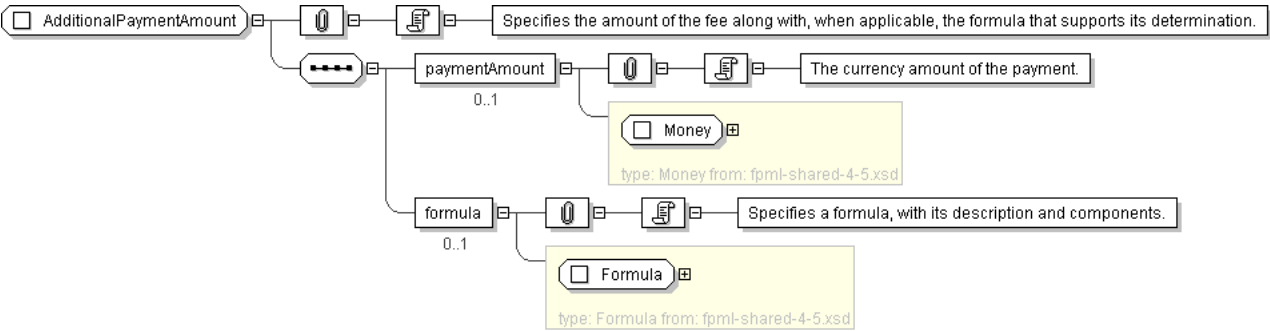 AdditionalPaymentAmount
Specifies the amount of the fee along with, when applicable, the formula that supports its determination.
paymentAmount
The currency amount of the payment.
0..1
Money
type: Money from: fpml-shared-4-5.xsd
formula
Specifies a formula, with its description and components.
0..1
Formula
type: Formula from: fpml-shared-4-5.xsd